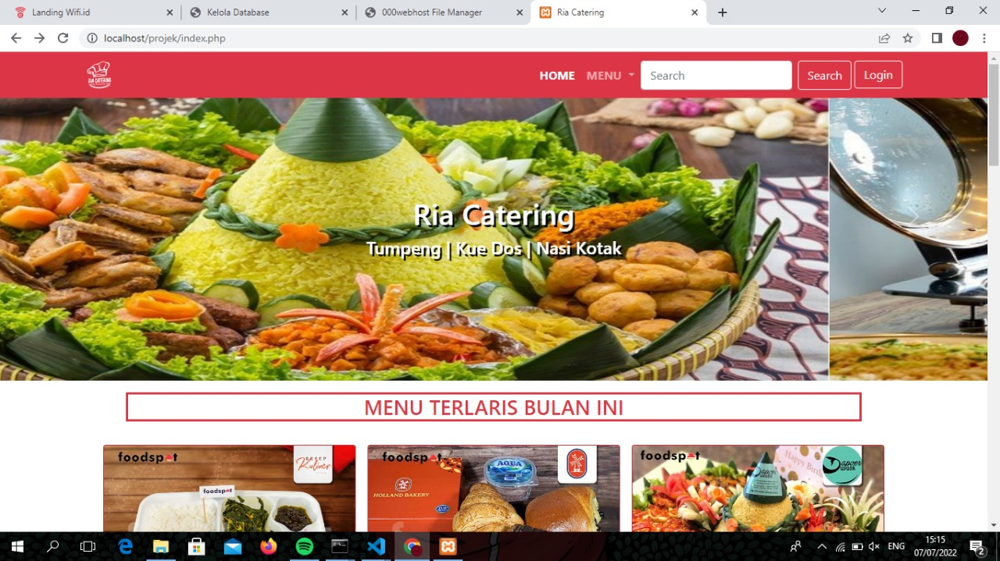 Landing Wifi.id
Kelola Database
000webhost File Manager
Ria Catering
localhost/projek/index.php
RIA CATERING
HOME
MENU
Search
Search
Login
Ria Catering
Tumpeng | Kue Dos | Nasi Kotak
MENU TERLARIS BULAN INI
foodspot
RESEP
Kuliner
foodspot
foodspot
HOLLAND BAKERY
AQUA
foodspot
Happy Birthd
Dapoer
ENG
15:15
07/07/2022
2